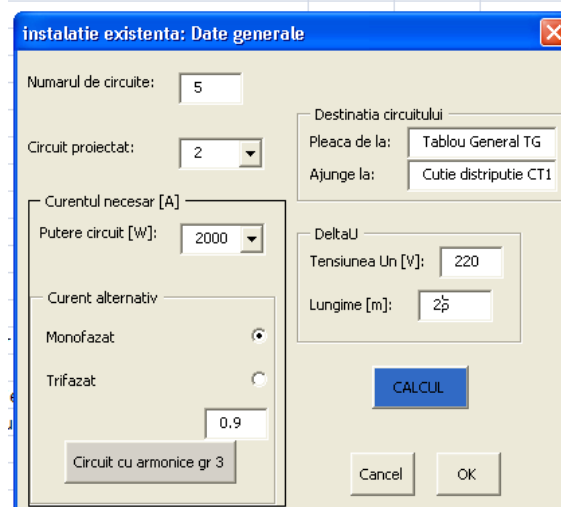 instalatie existenta: Date generale
Numarul de circuite: 5
Circuit proiectat: 2
Curentul necesar [A]
Putere circuit [W]: 2000
Curent alternativ
Monofazat
Trifazat
0.9
Circuit cu armonice gr 3
Destinatia circuitului
Pleaca de la: Tablou General TG
Ajunge la: Cutie distriputie CT1
DeltaU
Tensiunea Un [V]: 220
Lungime [m]: 25
CALCUL
Cancel
OK